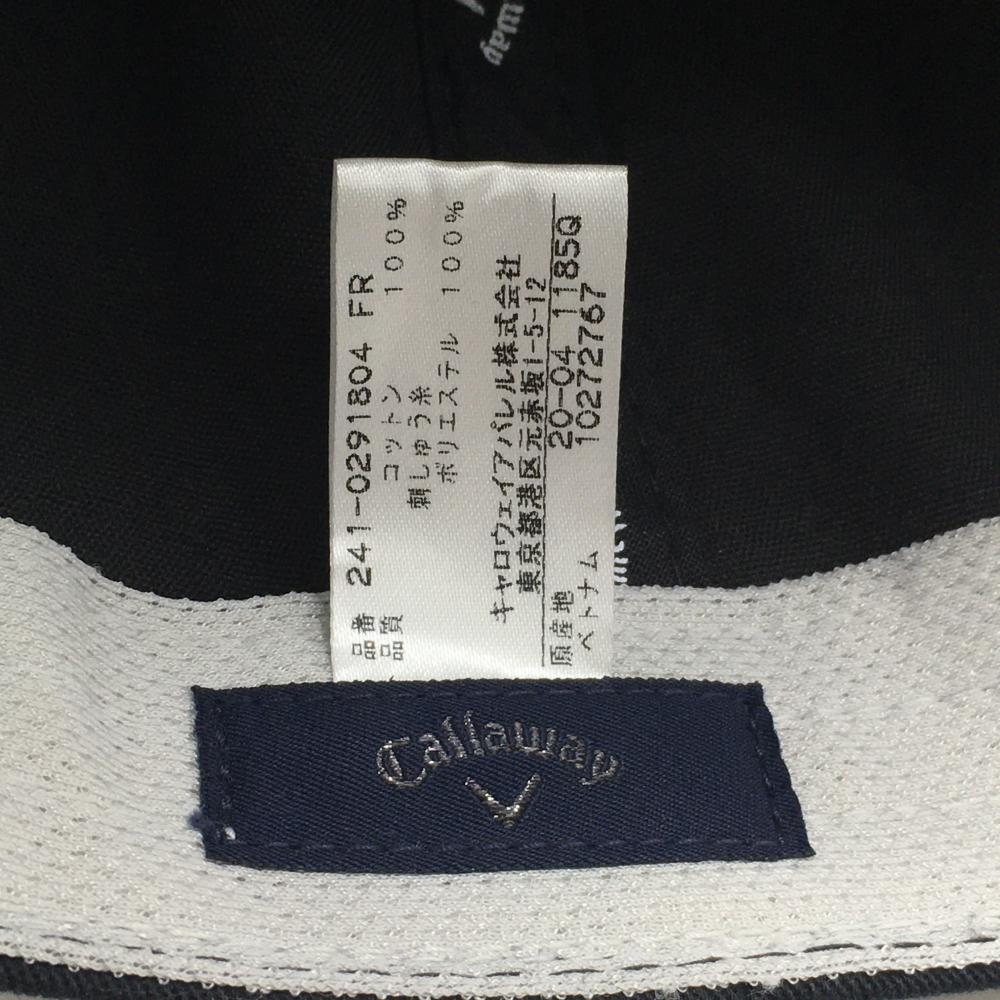 品番 241-0291804 FR
品質 コットン 100%
刺しゅう糸
ポリエステル 100%
キャロウェイアパレル株式会社
東京都港区元赤坂1-5-12
20-04 1185Q
原産地 10272767
ベトナム
Callaway